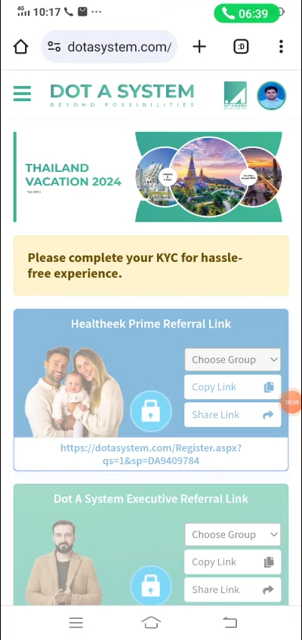 4G 10:17
06:39
dotasystem.com/
:D
DOT A SYSTEM
BEYOND POSSIBILITIES
THAILAND
VACATION 2024
Please complete your KYC for hassle-
free experience.
Healtheek Prime Referral Link
Choose Group
Copy Link
Share Link
https://dotasystem.com/Register.aspx?
qs=1&sp=DA9409784
Dot A System Executive Referral Link
Choose Group
Copy Link
Share Link